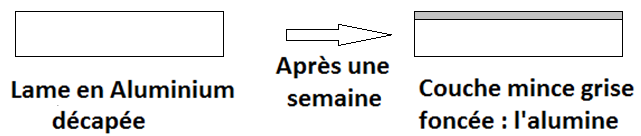 Lame en Aluminium
décapée
Après une
semaine
Couche mince grise
foncée : l'alumine